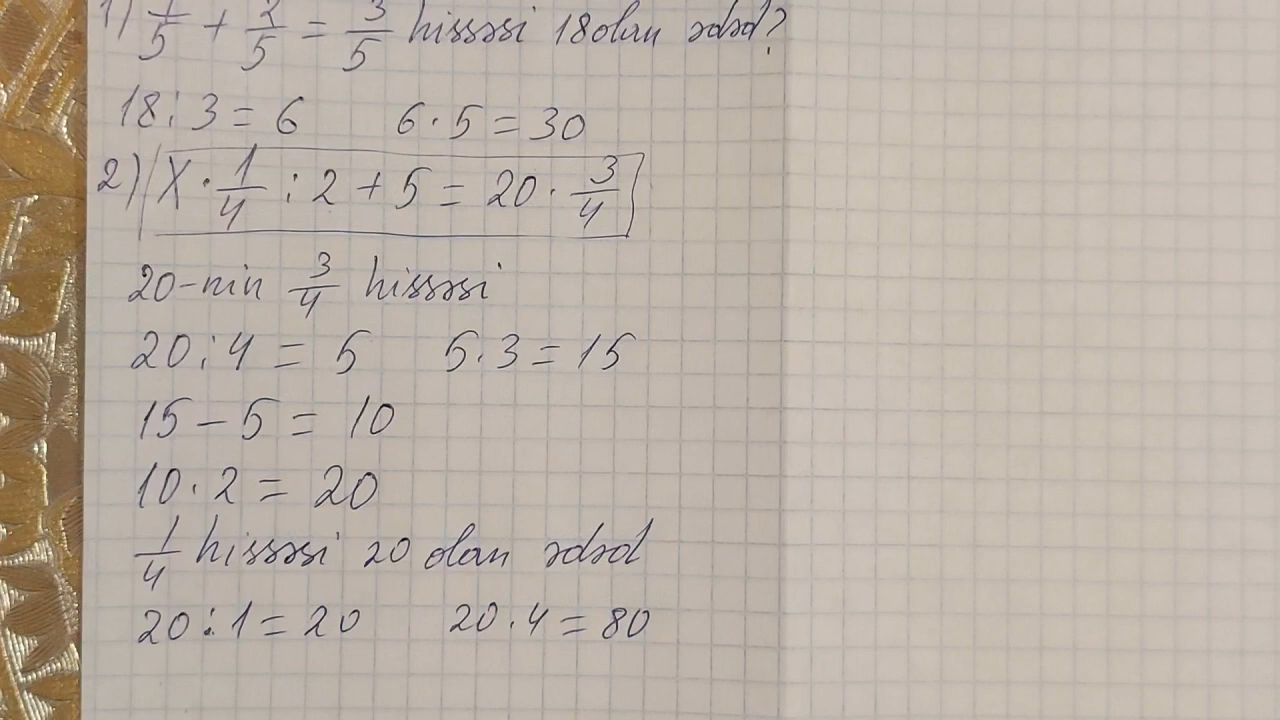 1) 1/5 + 2/5 = 3/5 hissəsi 18 olan ədəd?
18 : 3 = 6 6 · 5 = 30
2) X · 1/4 : 2 + 5 = 20 · 3/4
20-nin 3/4 hissəsi
20 : 4 = 5 5 · 3 = 15
15 – 5 = 10
10 · 2 = 20
1/4 hissəsi 20 olan ədəd
20 : 1 = 20 20 · 4 = 80